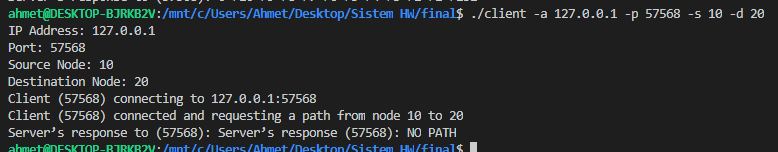 ahmet@DESKTOP-BJRKB2V:/mnt/c/Users/Ahmet/Desktop/Sistem HW/final$ ./client -a 127.0.0.1 -p 57568 -s 10 -d 20
IP Address: 127.0.0.1
Port: 57568
Source Node: 10
Destination Node: 20
Client (57568) connecting to 127.0.0.1:57568
Client (57568) connected and requesting a path from node 10 to 20
Server’s response to (57568): Server’s response (57568): NO PATH
ahmet@DESKTOP-BJRKB2V:/mnt/c/Users/Ahmet/Desktop/Sistem HW/final$